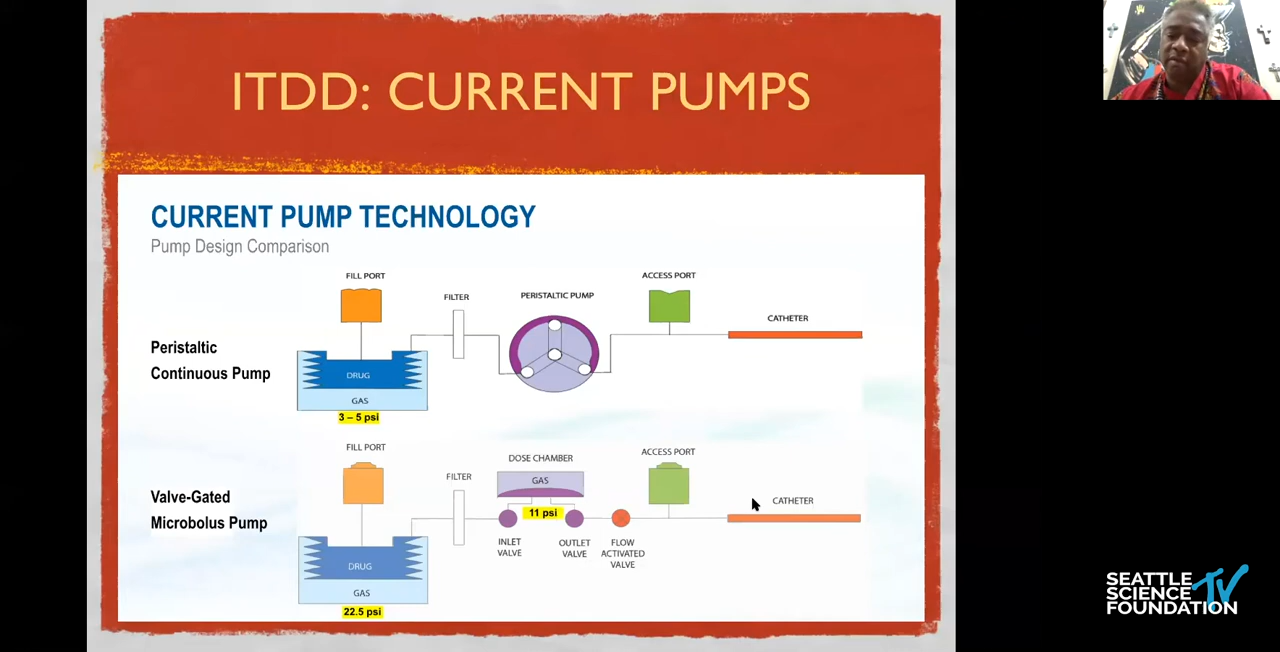 ITDD: CURRENT PUMPS
CURRENT PUMP TECHNOLOGY
Pump Design Comparison
FILL PORT
FILTER
PERISTALTIC PUMP
ACCESS PORT
CATHETER
Peristaltic
Continuous Pump
DRUG
GAS
3 – 5 psi
FILL PORT
FILTER
DOSE CHAMBER
GAS
ACCESS PORT
CATHETER
Valve-Gated
Microbolus Pump
11 psi
INLET
VALVE
OUTLET
VALVE
FLOW
ACTIVATED
VALVE
DRUG
GAS
22.5 psi
SEATTLE
SCIENCE TV
FOUNDATION